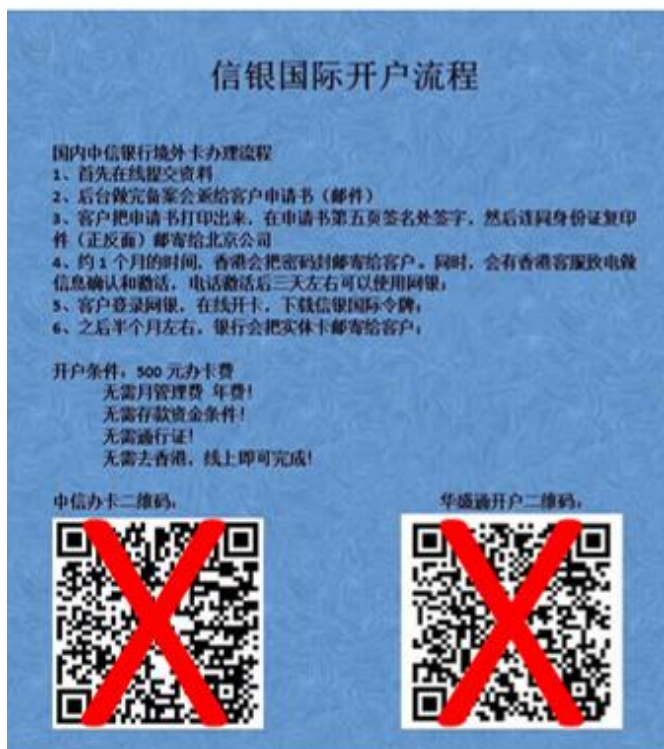 信银国际开户流程
国内中信银行境外卡办理流程
1、首先在线提交资料
2、后台做完备案会派给客户申请书（邮件）
3、客户把申请书打印出来，在申请书第五页签名处签字，然后连同身份证复印
件（正反面）邮寄给北京公司
4、约1个月的时间，香港会把密码封邮寄给客户。同时，会有香港客服致电做
信息确认和激活，电话激活后三天左右可以使用网银；
5、客户登录网银，在线开卡，下载信银国际令牌；
6、之后半个月左右，银行会把实体卡邮寄给客户；
开户条件：500 元办卡费
无需月管理费 年费！
无需存款资金条件！
无需通行证！
无需去香港，线上即可完成！
中信办卡二维码：
华盛通开户二维码：